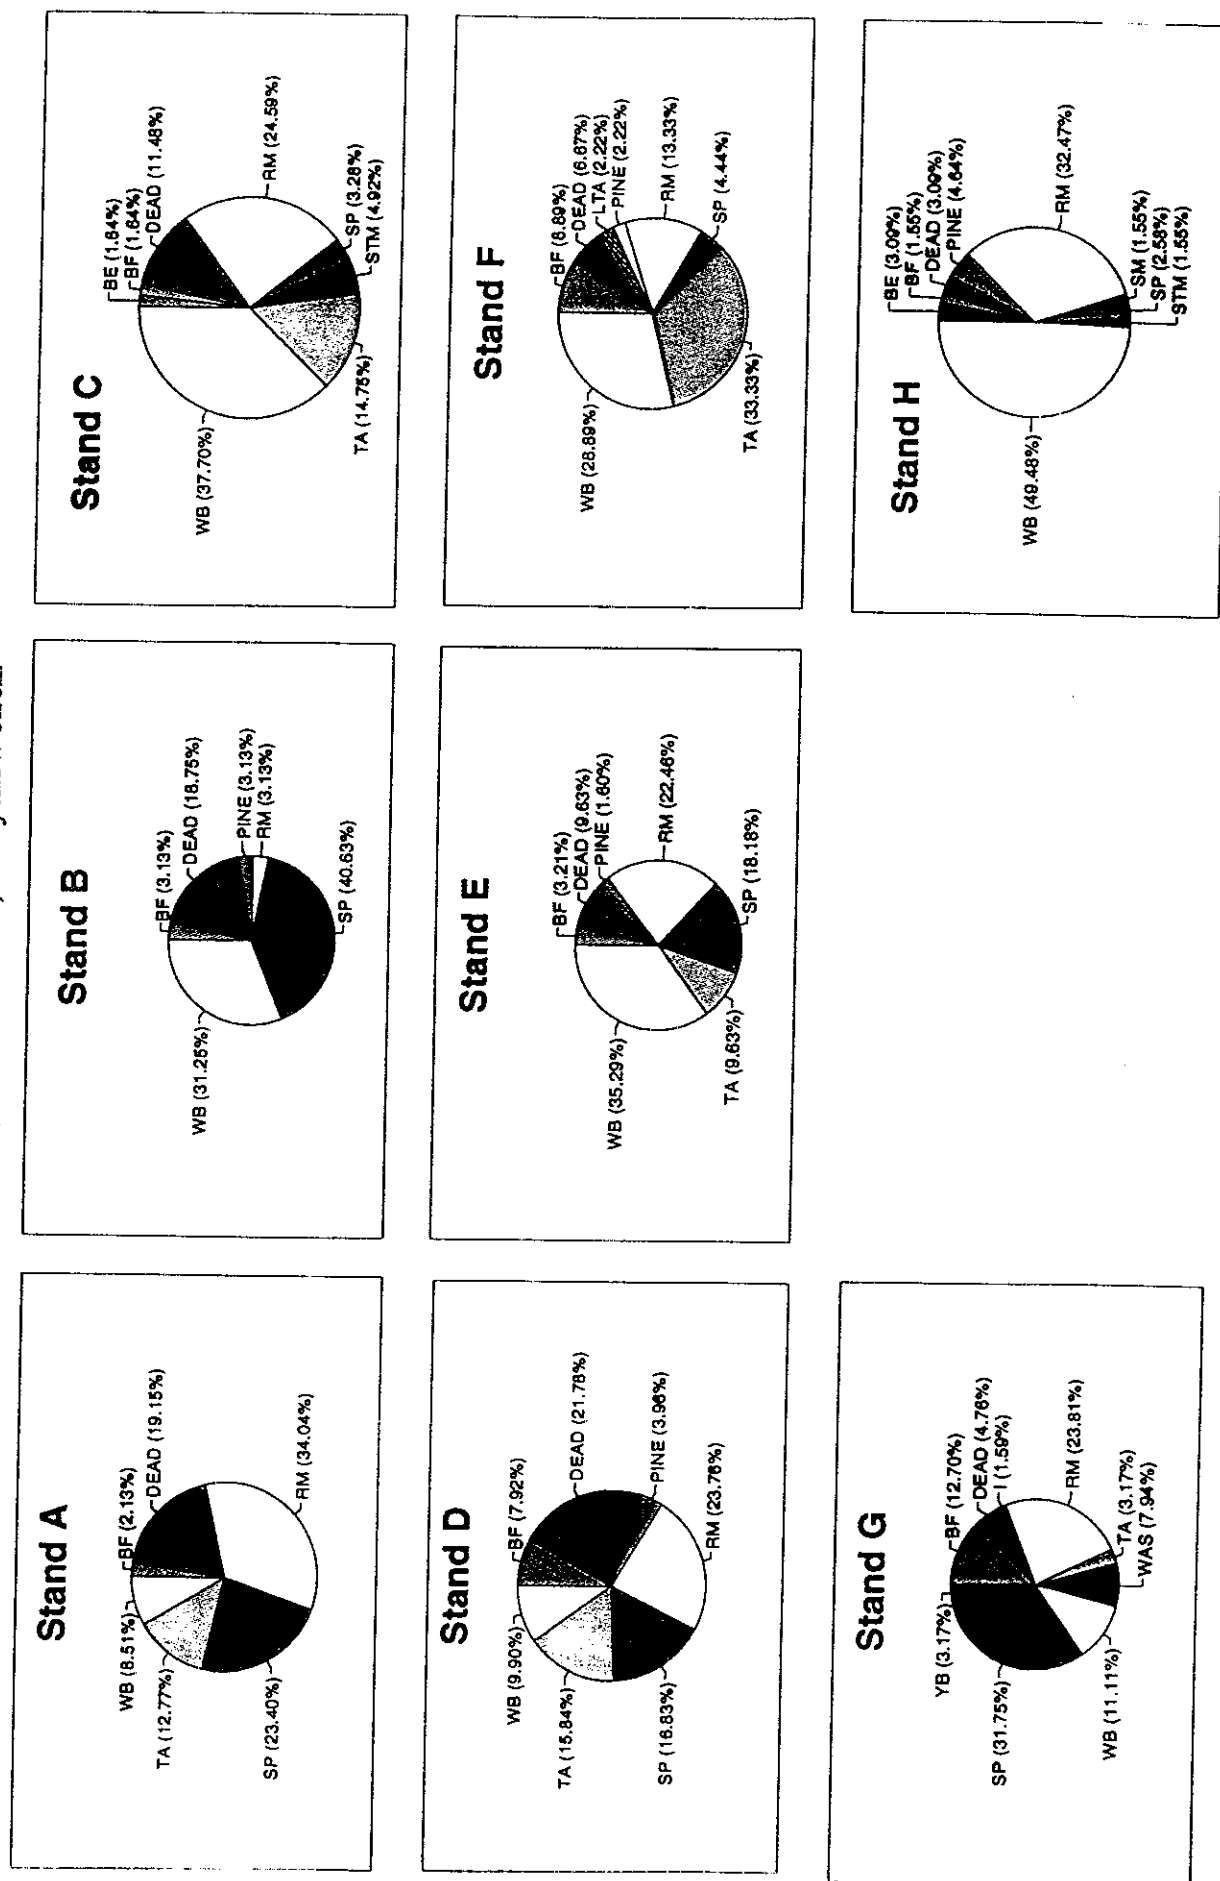 Stand A
BF (2.13%)
DEAD (19.15%)
WB (8.51%)
TA (12.77%)
SP (23.40%)
RM (34.04%)
Stand B
BF (3.13%)
DEAD (18.75%)
PINE (3.13%)
RM (3.13%)
WB (31.25%)
SP (40.63%)
Stand C
BE (1.64%)
BF (1.64%)
DEAD (11.48%)
WB (37.70%)
RM (24.59%)
SP (3.28%)
STM (4.92%)
TA (14.75%)
Stand D
BF (7.92%)
DEAD (21.78%)
WB (9.90%)
TA (15.84%)
PINE (3.96%)
SP (16.83%)
RM (23.76%)
Stand E
BF (3.21%)
DEAD (9.63%)
PINE (1.60%)
WB (35.29%)
RM (22.46%)
TA (9.63%)
SP (18.18%)
Stand F
BF (8.89%)
DEAD (6.67%)
LTA (2.22%)
PINE (2.22%)
WB (28.89%)
RM (13.33%)
SP (4.44%)
TA (33.33%)
Stand G
YB (3.17%)
BF (12.70%)
DEAD (4.76%)
I (1.59%)
SP (31.75%)
RM (23.81%)
TA (3.17%)
WAS (7.94%)
WB (11.11%)
Stand H
BE (3.09%)
BF (1.55%)
DEAD (3.09%)
PINE (4.64%)
WB (49.48%)
RM (32.47%)
SM (1.55%)
SP (2.58%)
STM (1.55%)